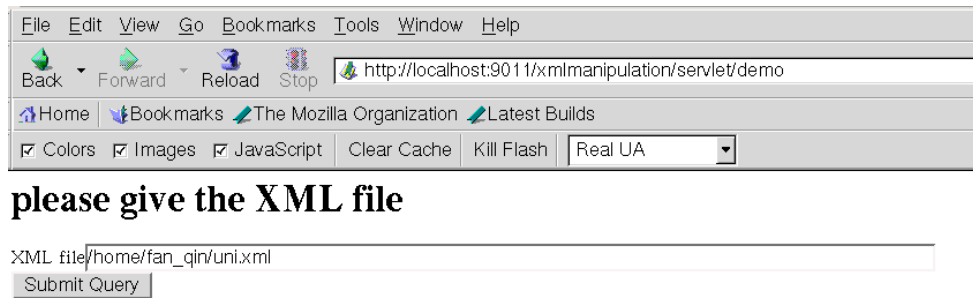 File Edit View Go Bookmarks Tools Window Help
Back Forward Reload Stop http://localhost:9011/xmlmanipulation/servlet/demo
Home Bookmarks The Mozilla Organization Latest Builds
Colors Images JavaScript Clear Cache Kill Flash Real UA
please give the XML file
XML file/home/fan_qin/uni.xml
Submit Query